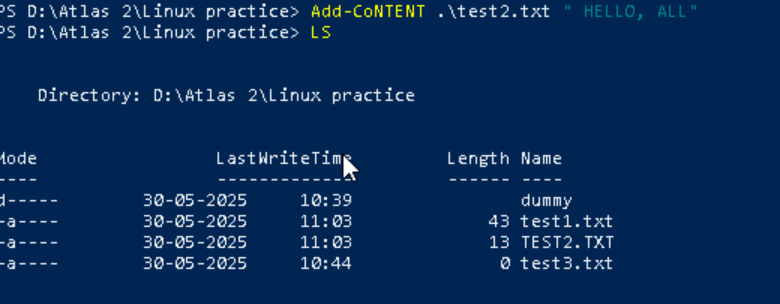 PS D:\Atlas 2\Linux practice> Add-CoNTENT .\test2.txt " HELLO, ALL"
PS D:\Atlas 2\Linux practice> LS
Directory: D:\Atlas 2\Linux practice
Mode LastWriteTime Length Name
---- ------------- ------ ----
d----- 30-05-2025 10:39 dummy
-a---- 30-05-2025 11:03 43 test1.txt
-a---- 30-05-2025 11:03 13 TEST2.TXT
-a---- 30-05-2025 10:44 0 test3.txt